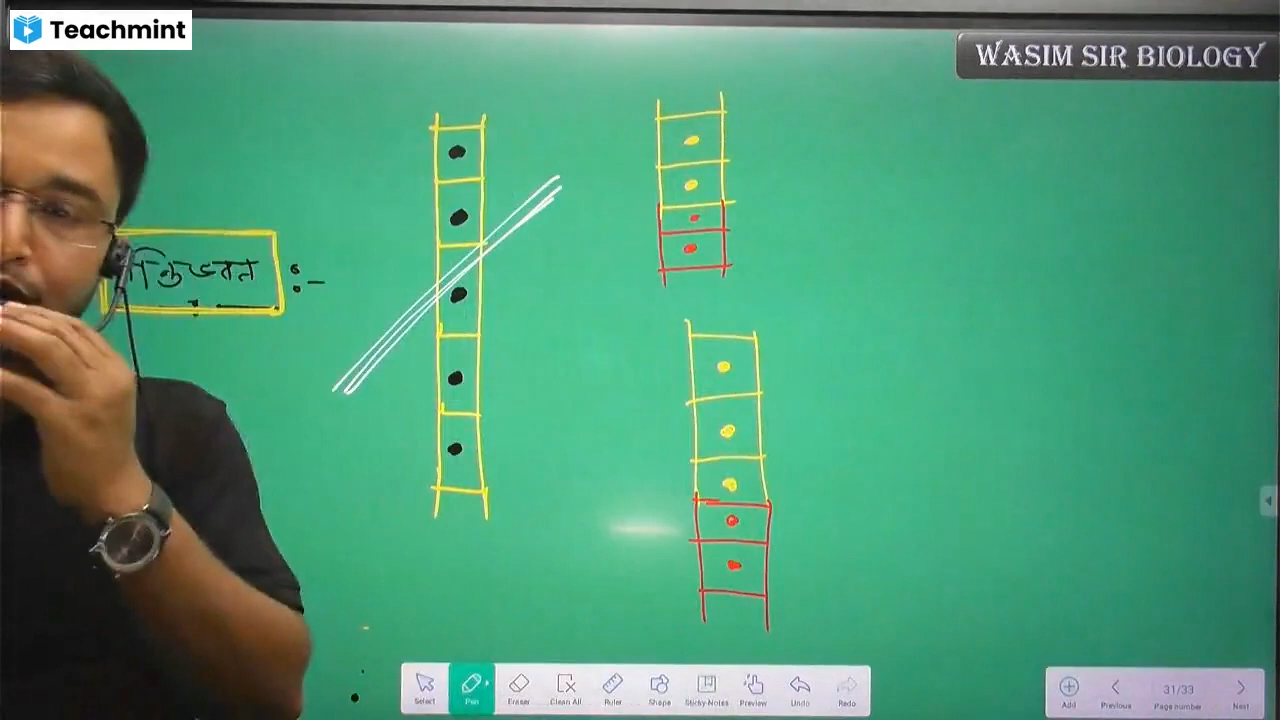 Teachmint
WASIM SIR BIOLOGY
:-
Select
Pen
Eraser
Clean All
Ruler
Shape
Sticky-Notes
Preview
Undo
Redo
Add
Previous
31/33
Page number
Next